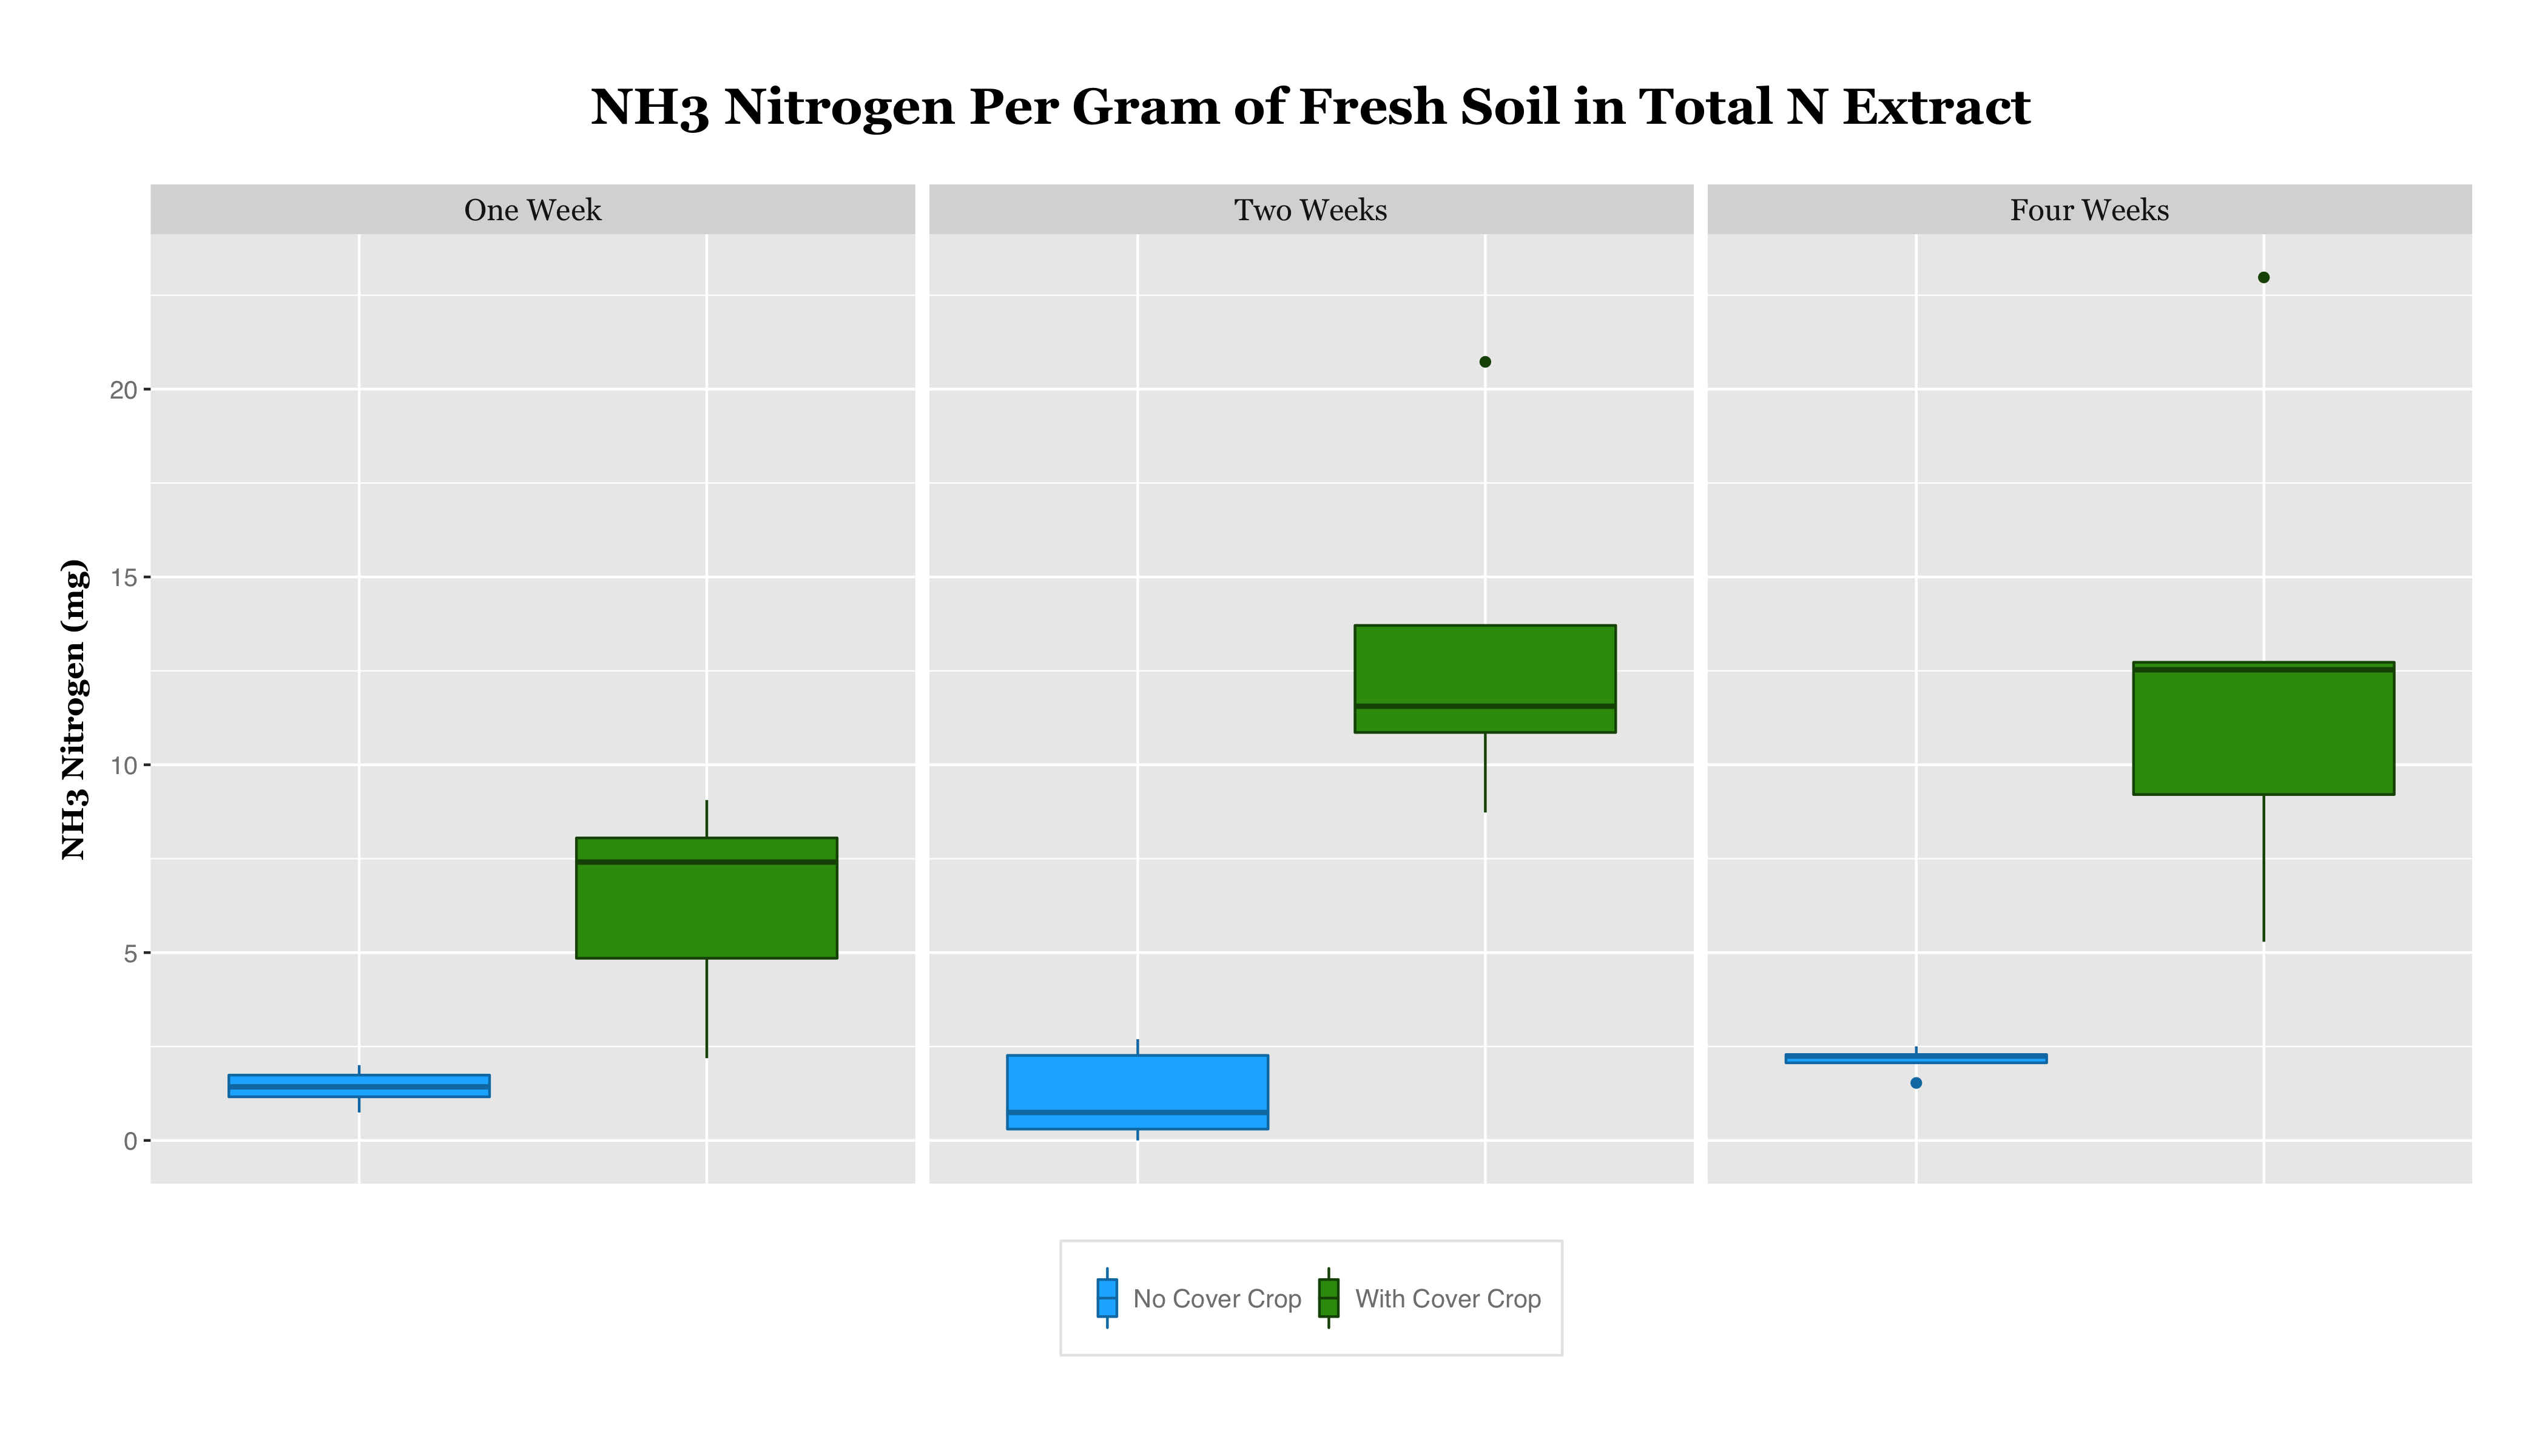 NH3 Nitrogen Per Gram of Fresh Soil in Total N Extract
One Week
Two Weeks
Four Weeks
NH3 Nitrogen (mg)
20
15
10
5
0
No Cover Crop
With Cover Crop